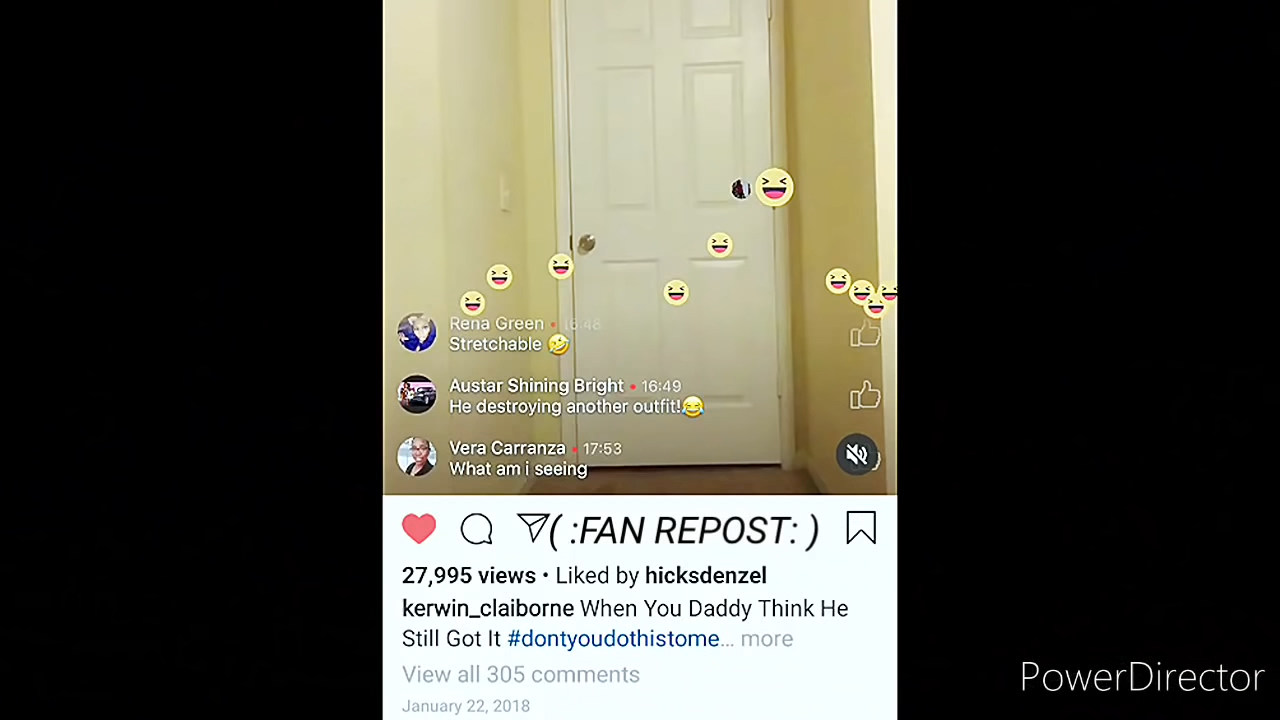 Rena Green • 16:48
Stretchable 🤣
Austar Shining Bright • 16:49
He destroying another outfit!😂
Vera Carranza • 17:53
What am i seeing
( :FAN REPOST: )
27,995 views • Liked by hicksdenzel
kerwin_claiborne When You Daddy Think He
Still Got It #dontyoudothistome... more
View all 305 comments
January 22, 2018
PowerDirector